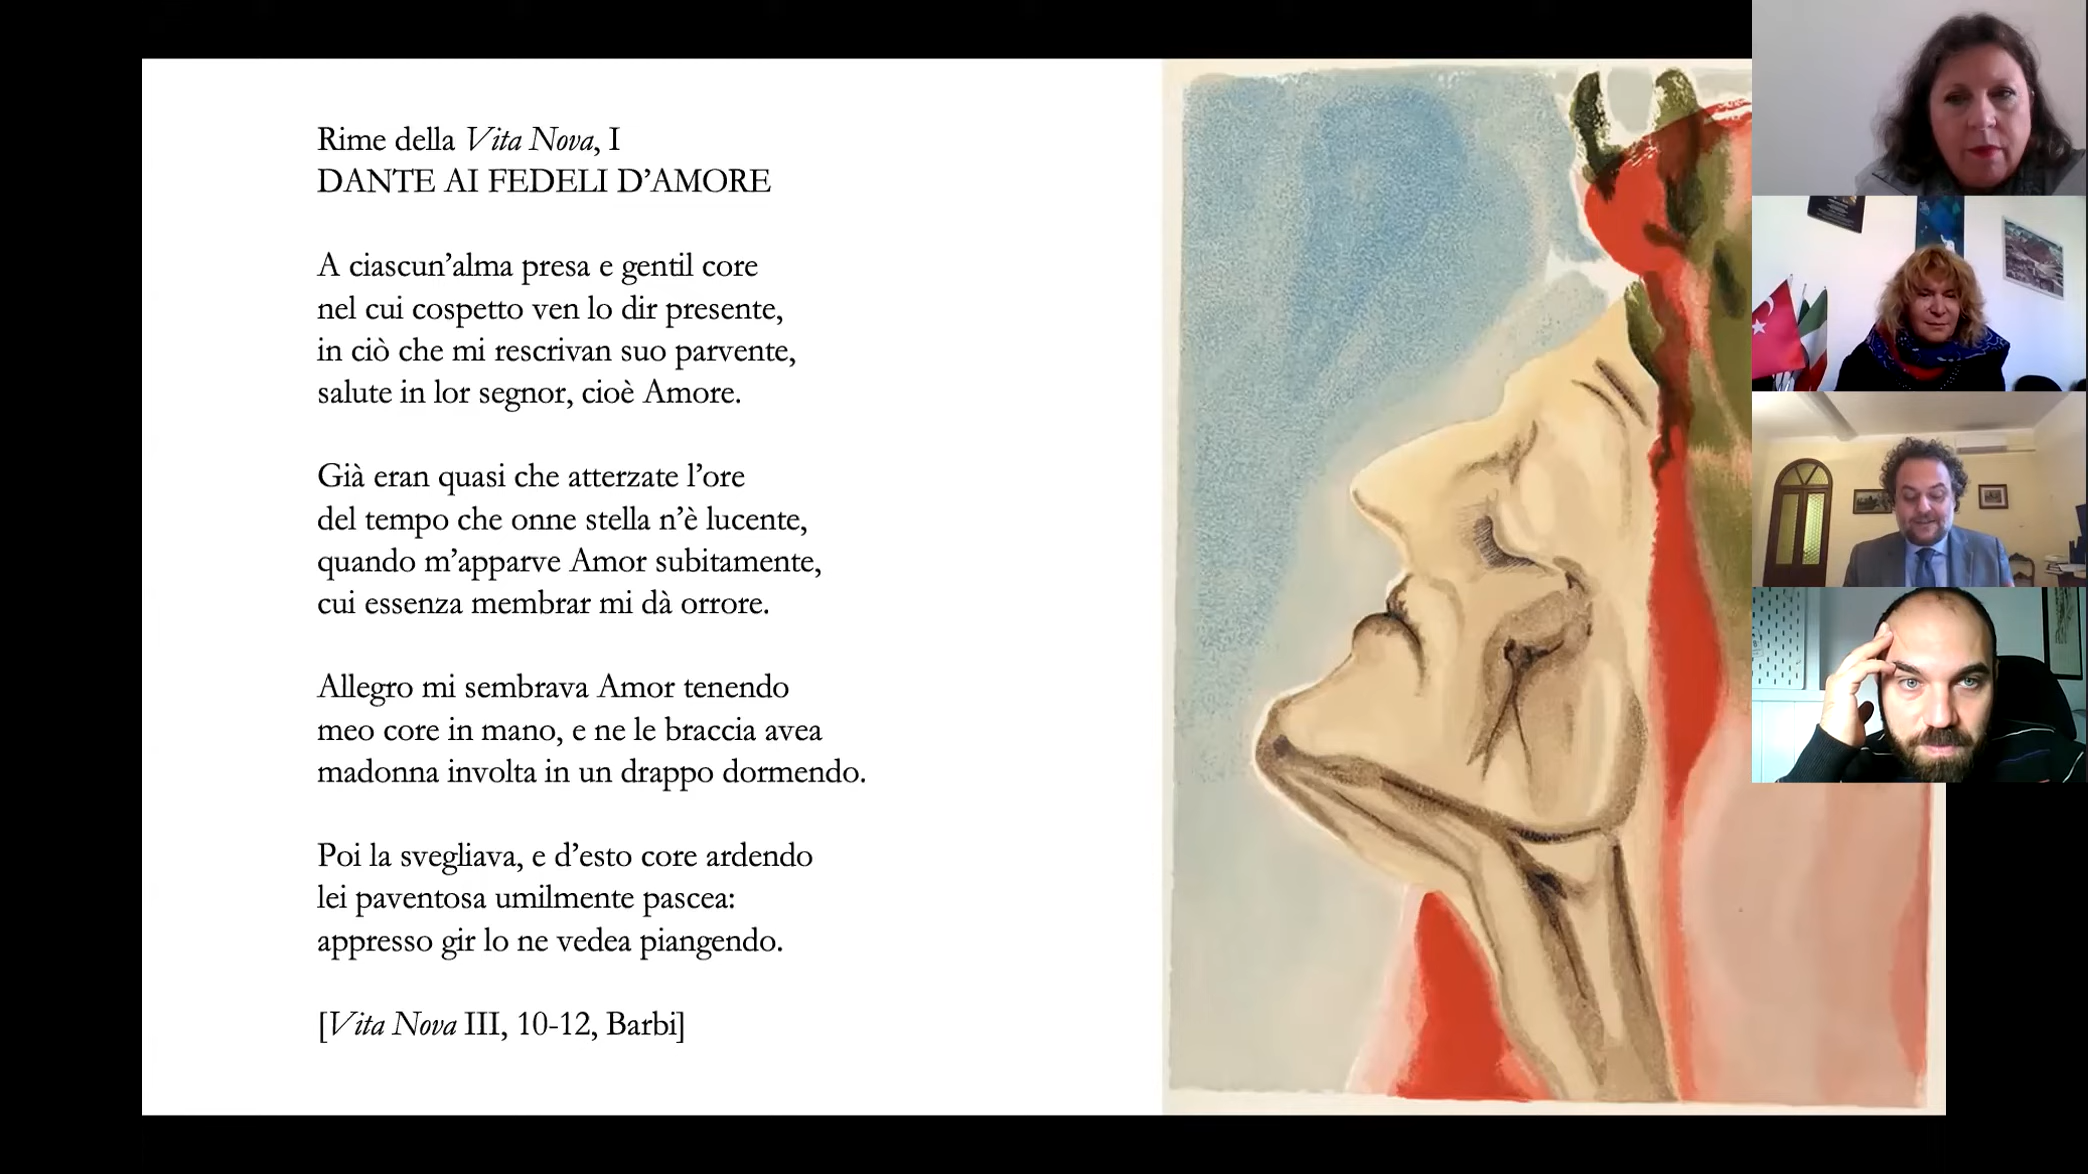 Rime della Vita Nova, I
DANTE AI FEDELI D’AMORE
A ciascun’alma presa e gentil core
nel cui cospetto ven lo dir presente,
in ciò che mi rescrivan suo parvente,
salute in lor segnor, cioè Amore.
Già eran quasi che atterzate l’ore
del tempo che onne stella n’è lucente,
quando m’apparve Amor subitamente,
cui essenza membrar mi dà orrore.
Allegro mi sembrava Amor tenendo
meo core in mano, e ne le braccia avea
madonna involta in un drappo dormendo.
Poi la svegliava, e d’esto core ardendo
lei paventosa umilmente pascea:
appresso gir lo ne vedea piangendo.
[Vita Nova III, 10-12, Barbi]